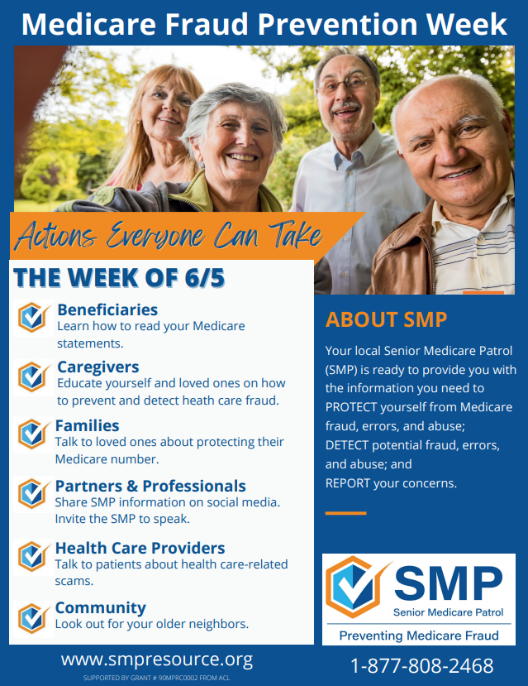 Medicare Fraud Prevention Week
Actions Everyone Can Take
THE WEEK OF 6/5
Beneficiaries
Learn how to read your Medicare
statements.
Caregivers
Educate yourself and loved ones on how
to prevent and detect heath care fraud.
Families
Talk to loved ones about protecting their
Medicare number.
Partners & Professionals
Share SMP information on social media.
Invite the SMP to speak.
Health Care Providers
Talk to patients about health care-related
scams.
Community
Look out for your older neighbors.
www.smpresource.org
SUPPORTED BY GRANT # 90MPRC0002 FROM ACL
ABOUT SMP
Your local Senior Medicare Patrol
(SMP) is ready to provide you with
the information you need to
PROTECT yourself from Medicare
fraud, errors, and abuse;
DETECT potential fraud, errors,
and abuse; and
REPORT your concerns.
SMP
Senior Medicare Patrol
Preventing Medicare Fraud
1-877-808-2468